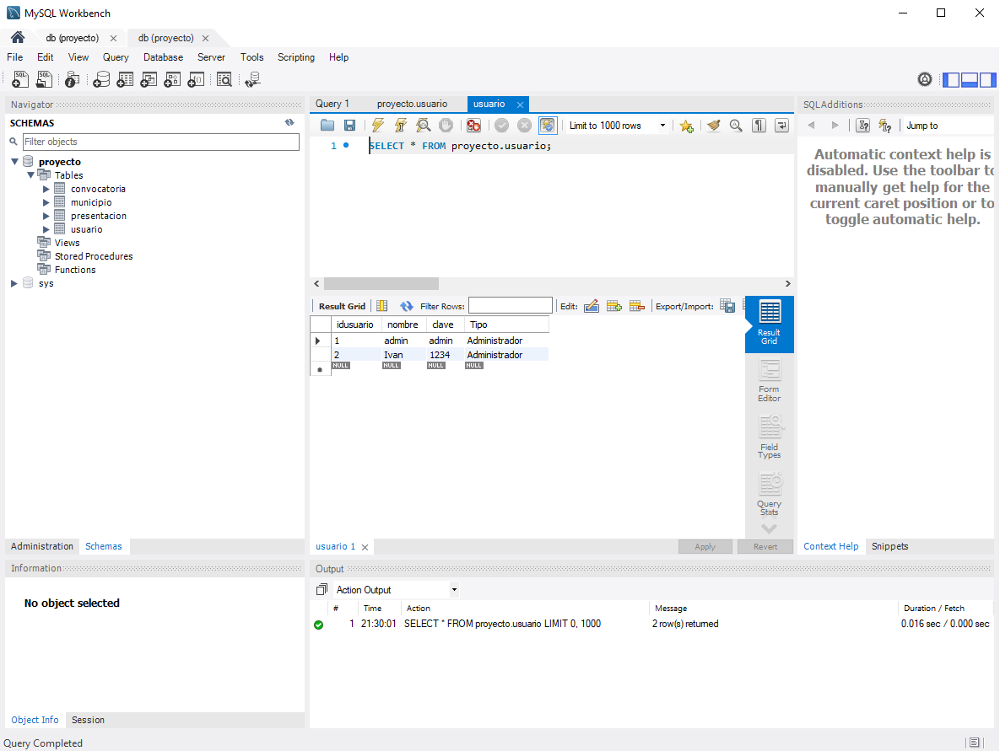 MySQL Workbench
db (proyecto)
db (proyecto)
File Edit View Query Database Server Tools Scripting Help
Navigator
SCHEMAS
Filter objects
proyecto
Tables
convocatoria
municipio
presentacion
usuario
Views
Stored Procedures
Functions
sys
Administration Schemas
Information
No object selected
Object Info Session
Query 1 proyecto.usuario usuario
Limit to 1000 rows
1 SELECT * FROM proyecto.usuario;
Result Grid Filter Rows: Edit: Export/Import:
idusuario nombre clave Tipo
1 admin admin Administrador
2 Ivan 1234 Administrador
NULL NULL NULL NULL
Result
Grid
Form
Editor
Field
Types
Query
Stats
usuario 1 Apply Revert
SQLAdditions
Jump to
Automatic context help is
disabled. Use the toolbar to
manually get help for the
current caret position or to
toggle automatic help.
Context Help Snippets
Output
Action Output
# Time Action Message Duration / Fetch
1 21:30:01 SELECT * FROM proyecto.usuario LIMIT 0, 1000 2 row(s) returned 0.016 sec / 0.000 sec
Query Completed